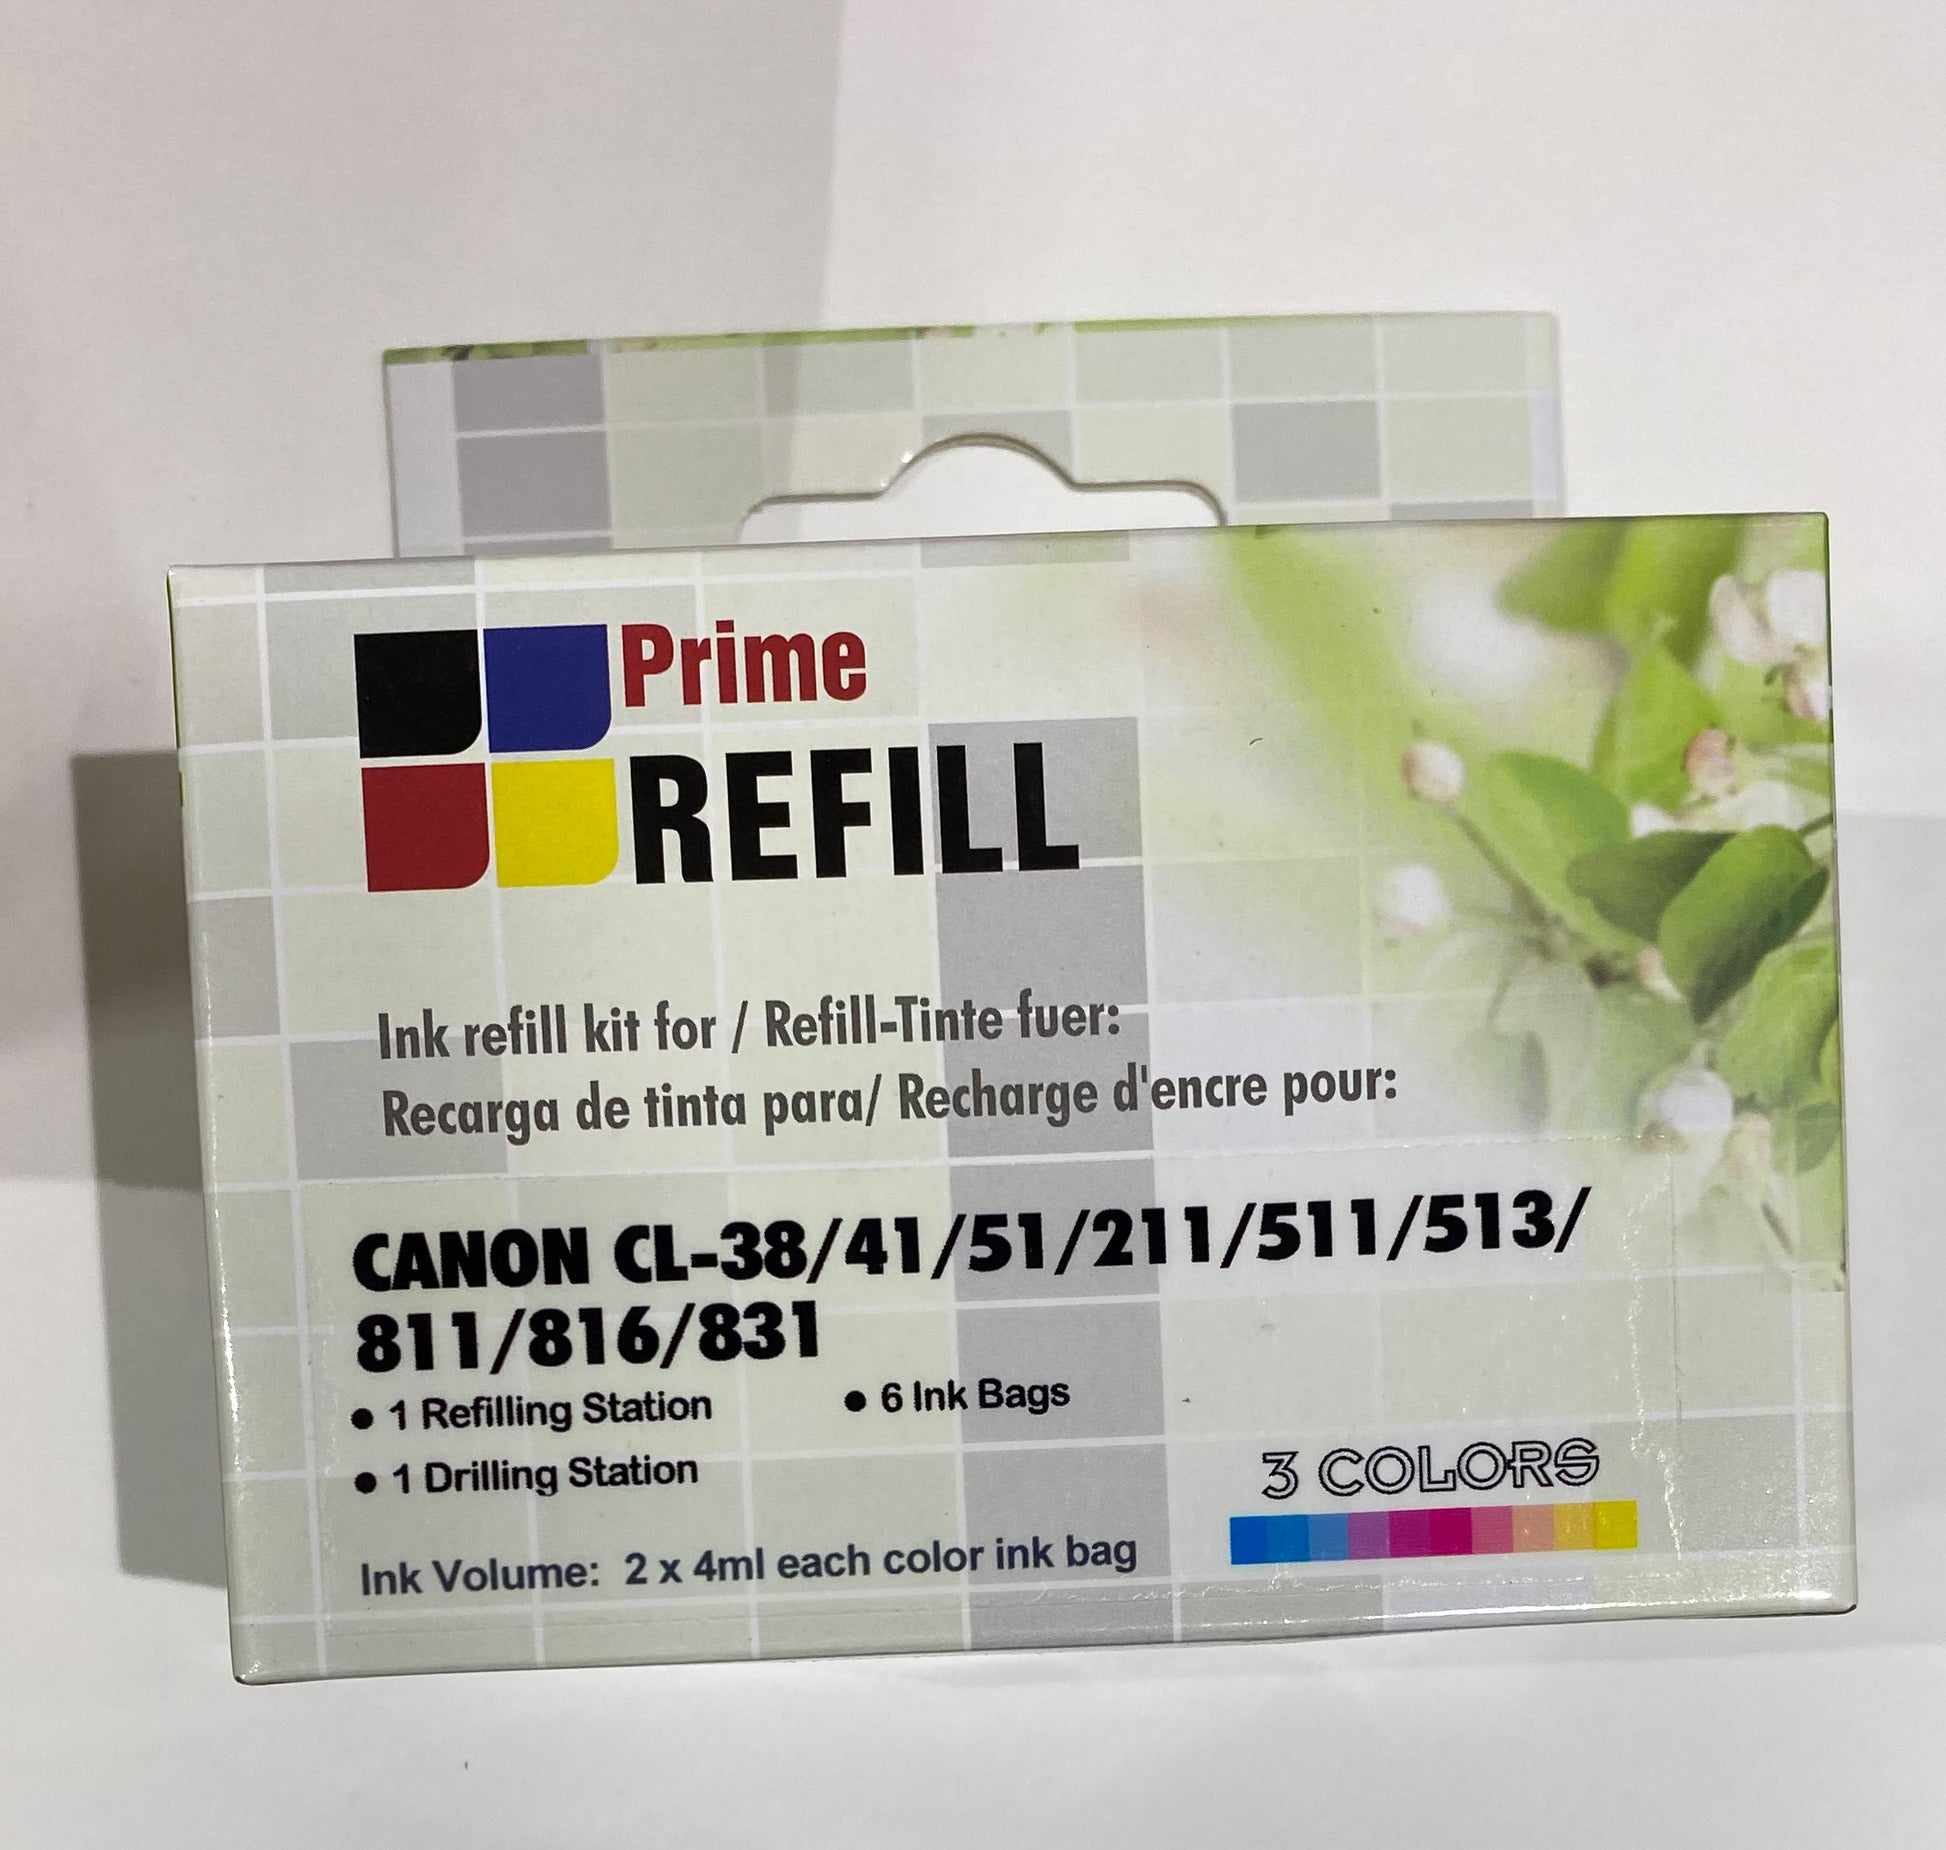 Prime
REFILL
Ink refill kit for / Refill-Tinte fuer:
Recarga de tinta para/ Recharge d'encre pour:
CANON CL-38/41/51/211/511/513/
811/816/831
• 1 Refilling Station • 6 Ink Bags
• 1 Drilling Station
3 COLORS
Ink Volume: 2 x 4ml each color ink bag